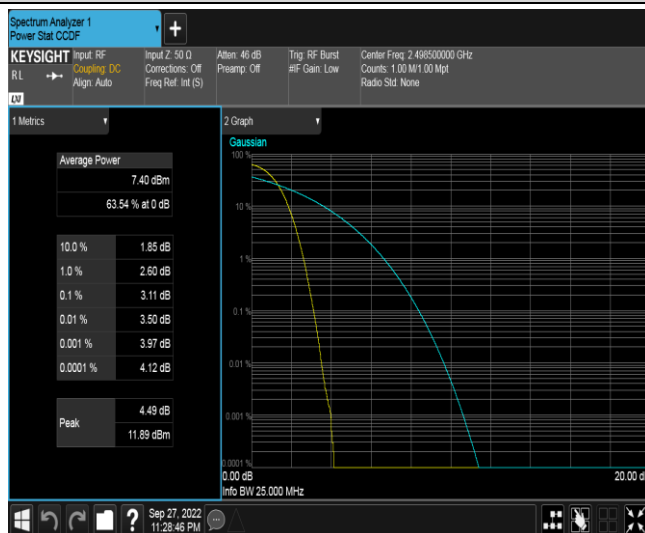 Spectrum Analyzer 1
Power Stat CCDF
+
KEYSIGHT
RL
LXI
Input: RF
Coupling: DC
Align: Auto
Input Z: 50 Ω
Corrections: Off
Freq Ref: Int (S)
Atten: 46 dB
Preamp: Off
Trig: RF Burst
#IF Gain: Low
Center Freq: 2.498500000 GHz
Counts: 1.00 M/1.00 Mpt
Radio Std: None
1 Metrics
Average Power
7.40 dBm
63.54 % at 0 dB
10.0 % 1.85 dB
1.0 % 2.60 dB
0.1 % 3.11 dB
0.01 % 3.50 dB
0.001 % 3.97 dB
0.0001 % 4.12 dB
Peak
4.49 dB
11.89 dBm
2 Graph
Gaussian
100 %
10 %
1 %
0.1 %
0.01 %
0.001 %
0.0001 %
0.00 dB
20.00 d
Info BW 25.000 MHz
?
Sep 27, 2022
11:28:46 PM